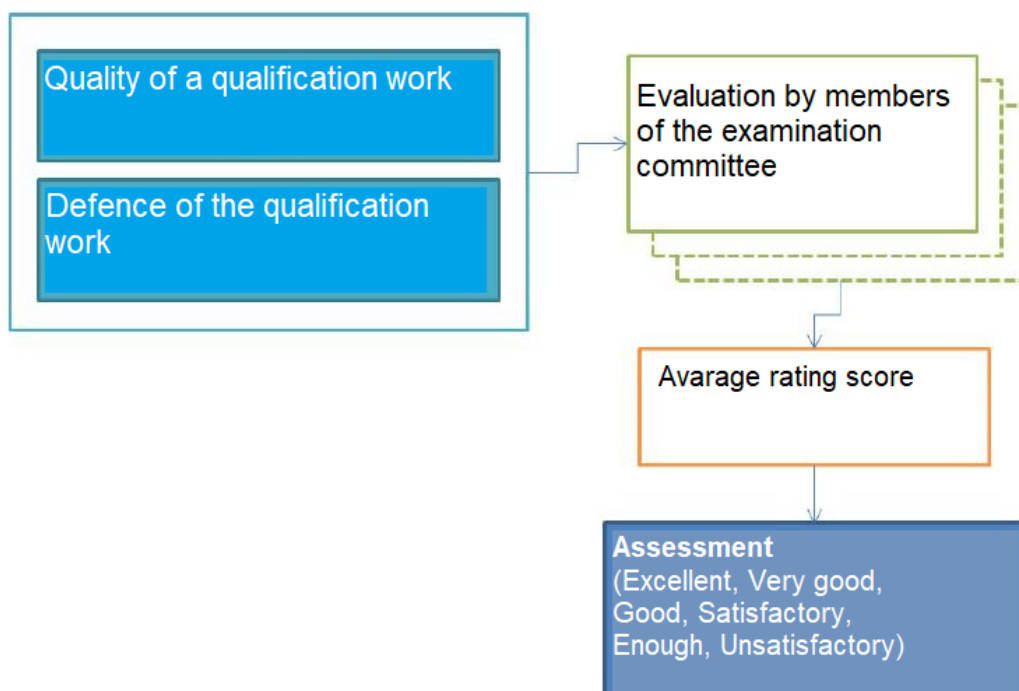 Quality of a qualification work
Defence of the qualification
work
Evaluation by members
of the examination
committee
Avarage rating score
Assessment
(Excellent, Very good,
Good, Satisfactory,
Enough, Unsatisfactory)